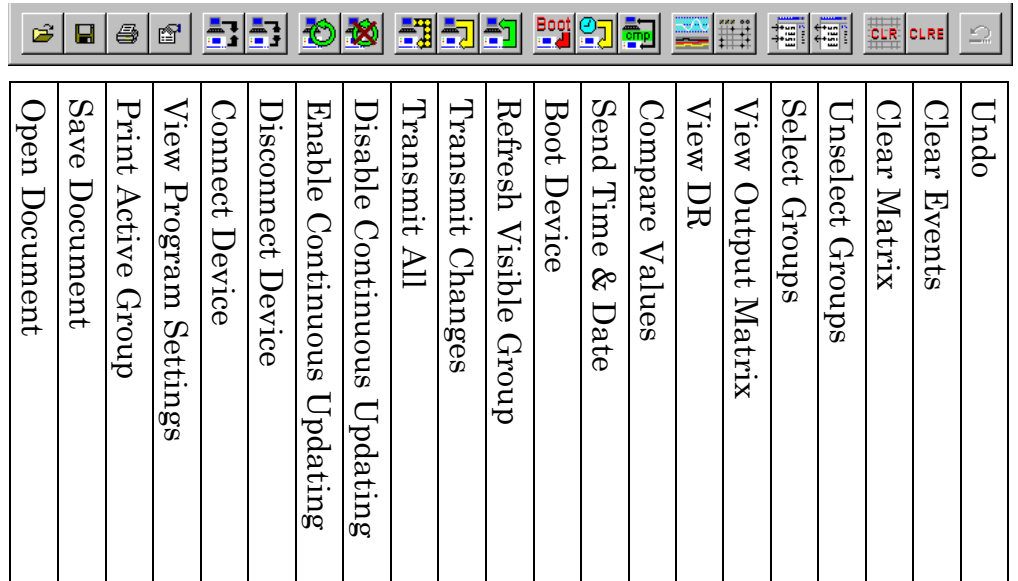 Boot
cmp
CLR
CLRE
Open Document
Save Document
Print Active Group
View Program Settings
Connect Device
Disconnect Device
Enable Continuous Updating
Disable Continuous Updating
Transmit All
Transmit Changes
Refresh Visible Group
Boot Device
Send Time & Date
Compare Values
View DR
View Output Matrix
Select Groups
Unselect Groups
Clear Matrix
Clear Events
Undo